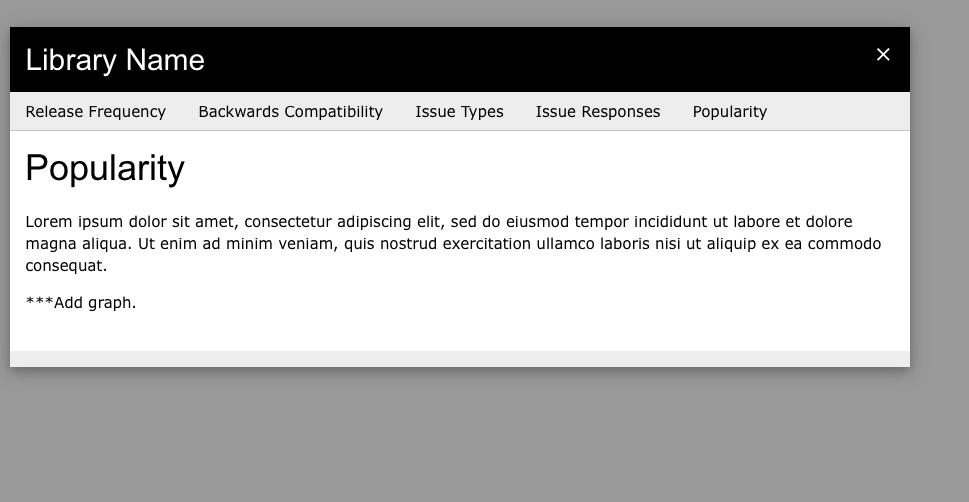 Library Name ×
Release Frequency Backwards Compatibility Issue Types Issue Responses Popularity
Popularity
Lorem ipsum dolor sit amet, consectetur adipiscing elit, sed do eiusmod tempor incididunt ut labore et dolore
magna aliqua. Ut enim ad minim veniam, quis nostrud exercitation ullamco laboris nisi ut aliquip ex ea commodo
consequat.
***Add graph.